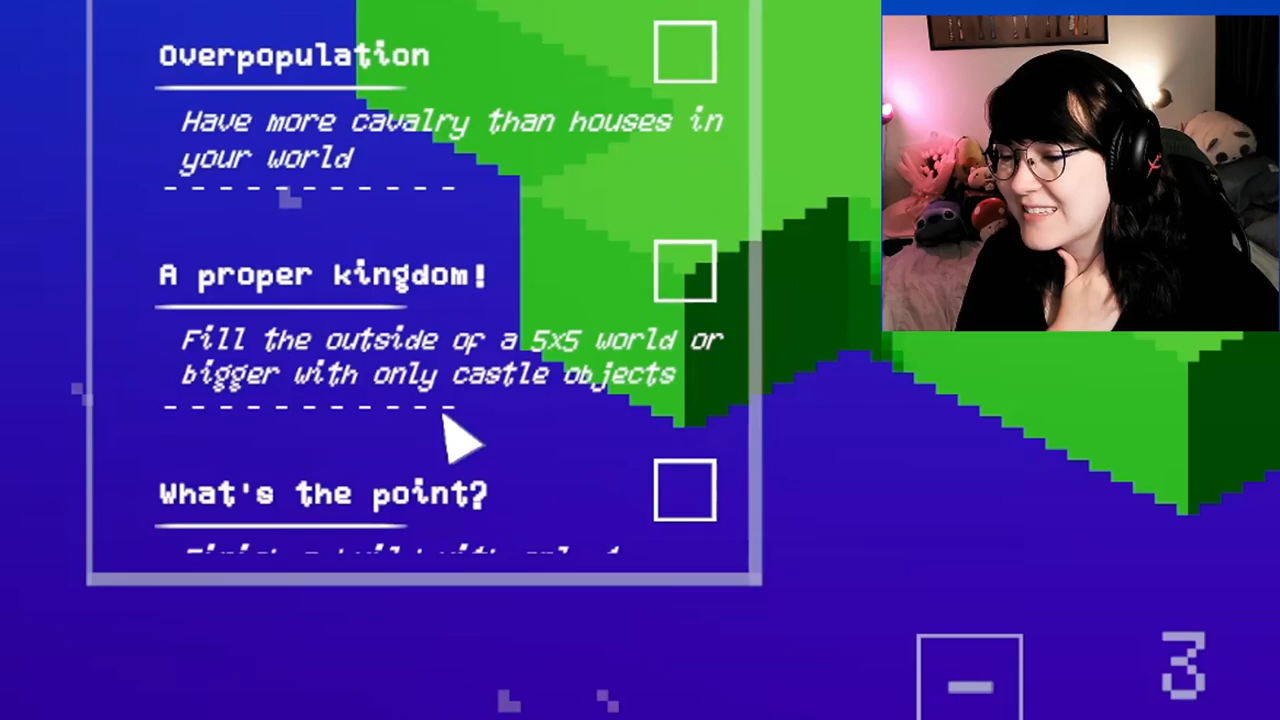 Overpopulation
Have more cavalry than houses in
your world
A proper kingdom!
Fill the outside of a 5x5 world or
bigger with only castle objects
What's the point?
- 3